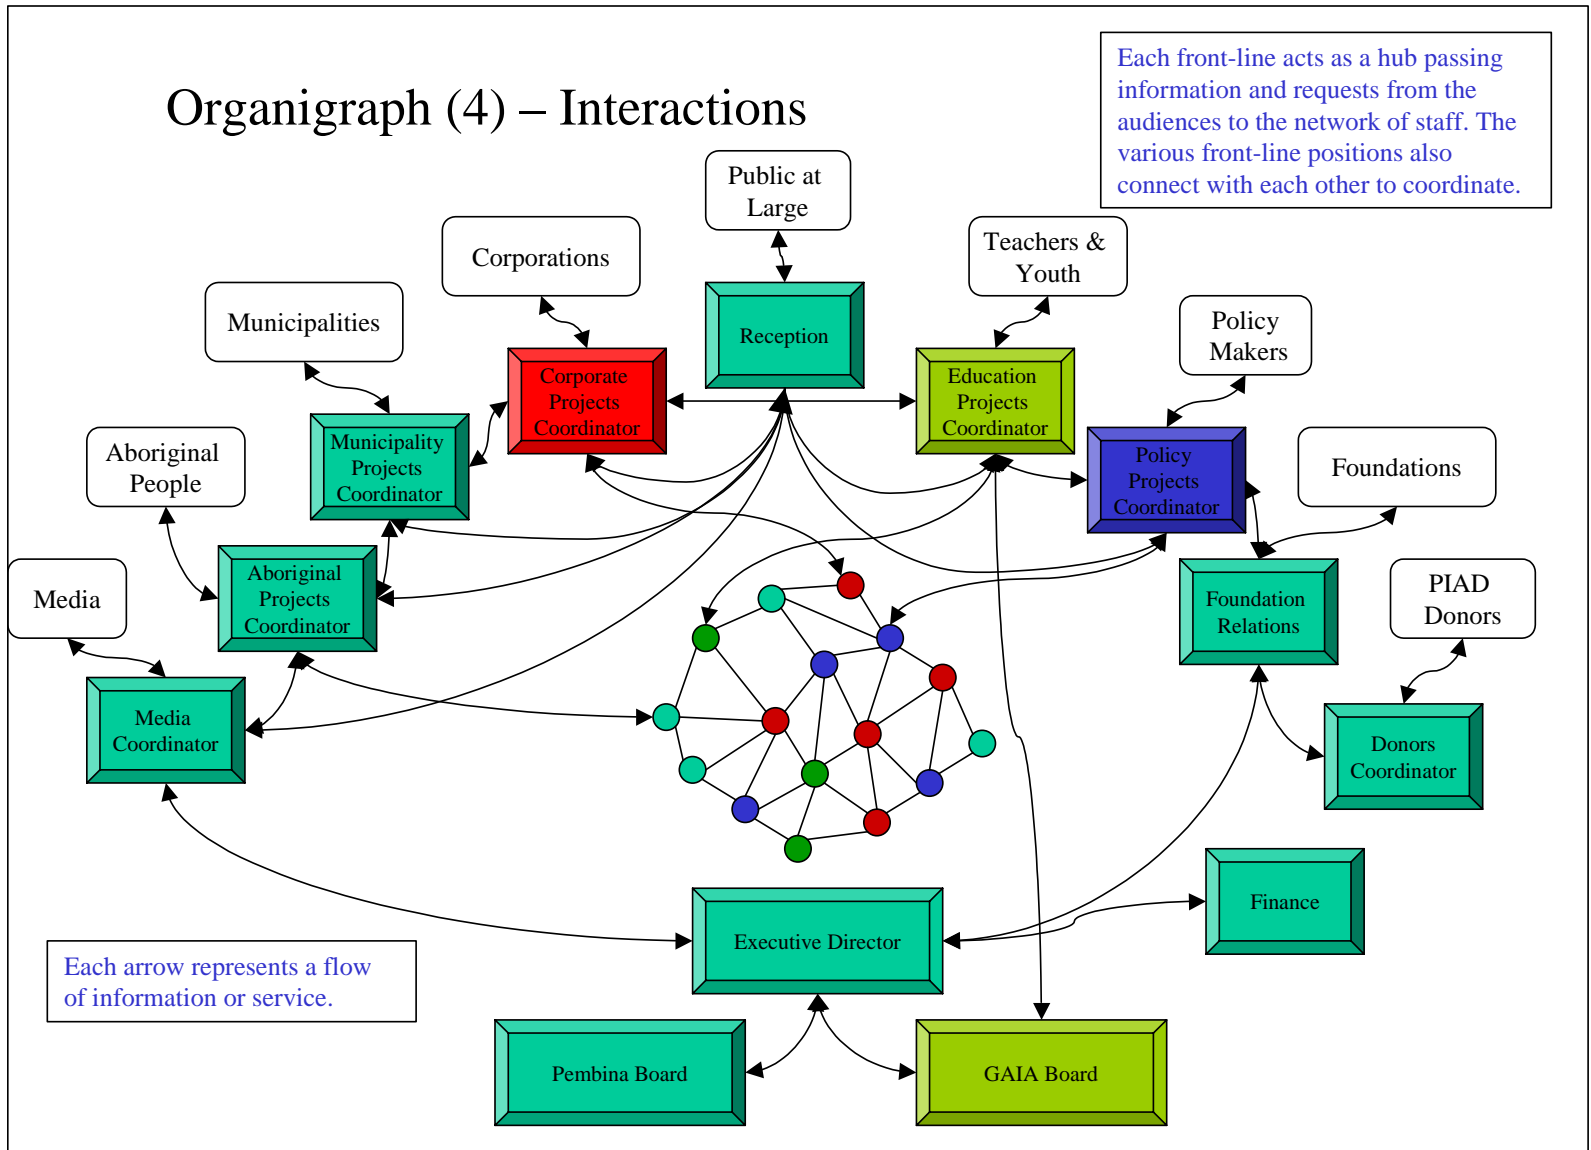 Organigraph (4) – Interactions
Each front-line acts as a hub passing
information and requests from the
audiences to the network of staff. The
various front-line positions also
connect with each other to coordinate.
Public at
Large
Corporations
Teachers &
Youth
Municipalities
Policy
Makers
Reception
Corporate
Projects
Coordinator
Education
Projects
Coordinator
Aboriginal
People
Municipality
Projects
Coordinator
Policy
Projects
Coordinator
Foundations
Media
Aboriginal
Projects
Coordinator
Foundation
Relations
PIAD
Donors
Media
Coordinator
Donors
Coordinator
Finance
Executive Director
Each arrow represents a flow
of information or service.
Pembina Board
GAIA Board